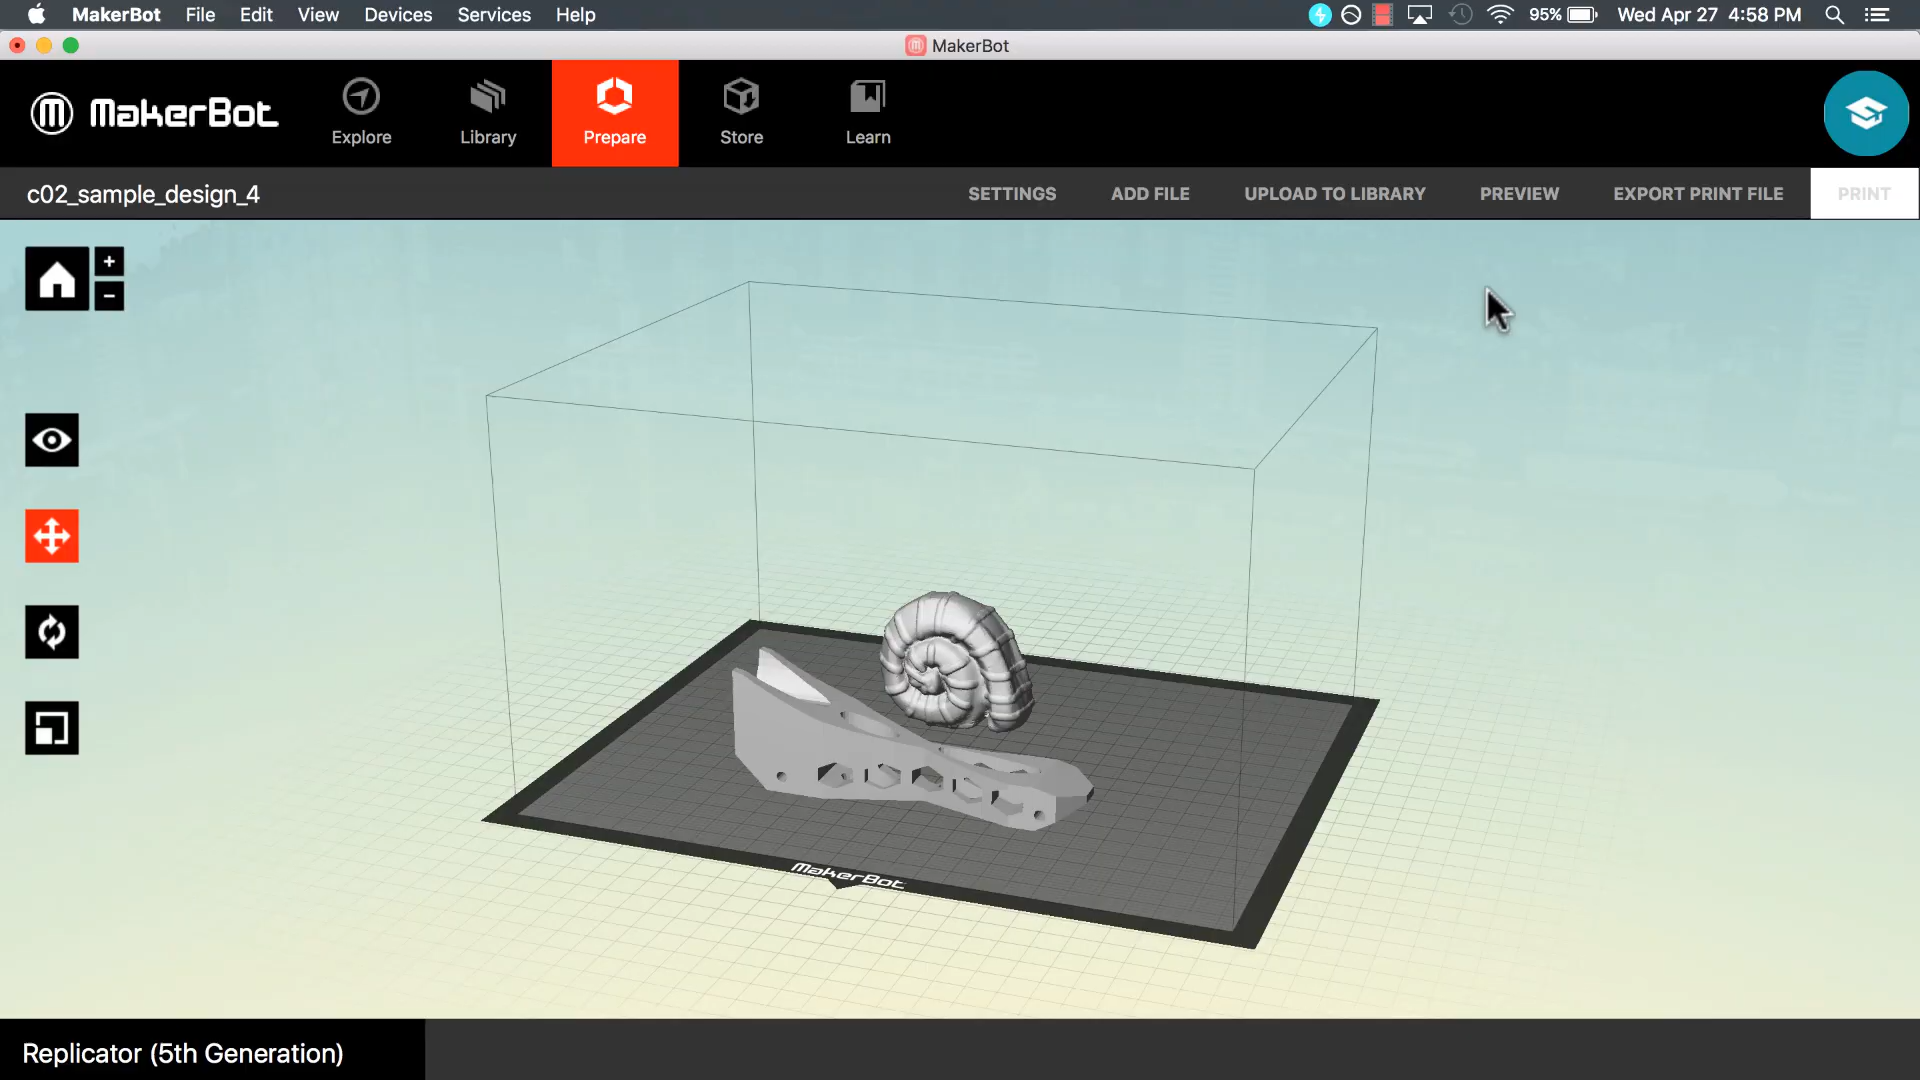 MakerBot File Edit View Devices Services Help 95% Wed Apr 27 4:58 PM
MakerBot
MakerBot Explore Library Prepare Store Learn
c02_sample_design_4 SETTINGS ADD FILE UPLOAD TO LIBRARY PREVIEW EXPORT PRINT FILE PRINT
MakerBot
Replicator (5th Generation)